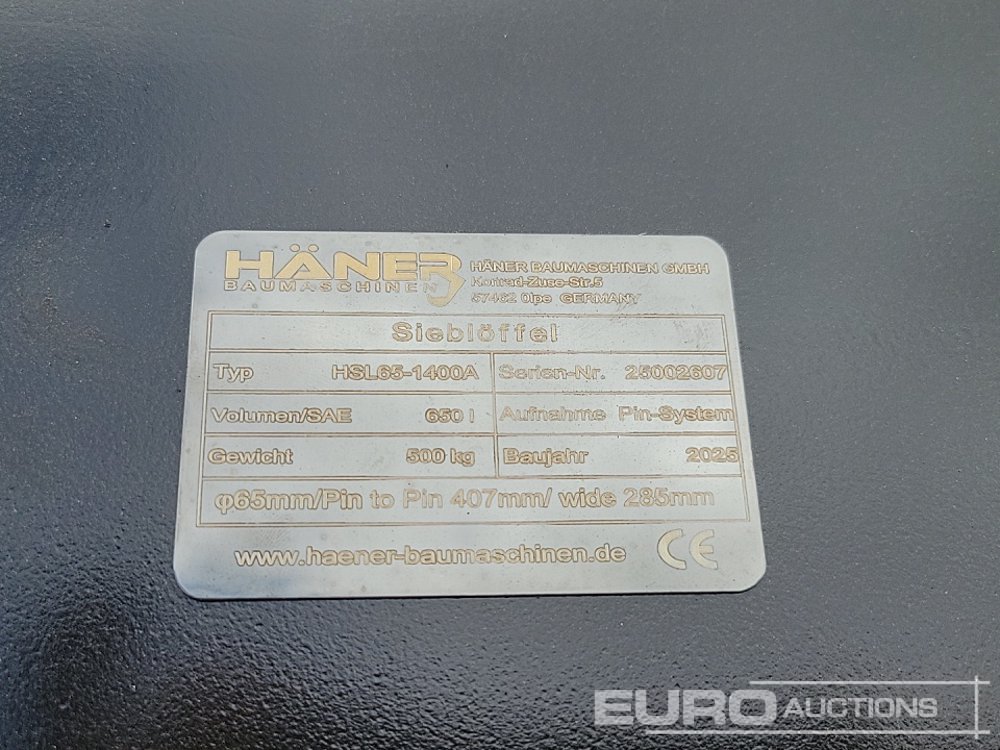 HÄNER
BAUMASCHINEN
HÄNER BAUMASCHINEN GMBH
Konrad-Zuse-Str.5
57462 Olpe GERMANY
Sieblöffel
Typ HSL65-1400A Serien-Nr. 25002607
Volumen/SAE 650 l Aufnahme Pin-System
Gewicht 500 kg Baujahr 2025
φ65mm/Pin to Pin 407mm/ wide 285mm
www.haener-baumaschinen.de CE
EURO AUCTIONS